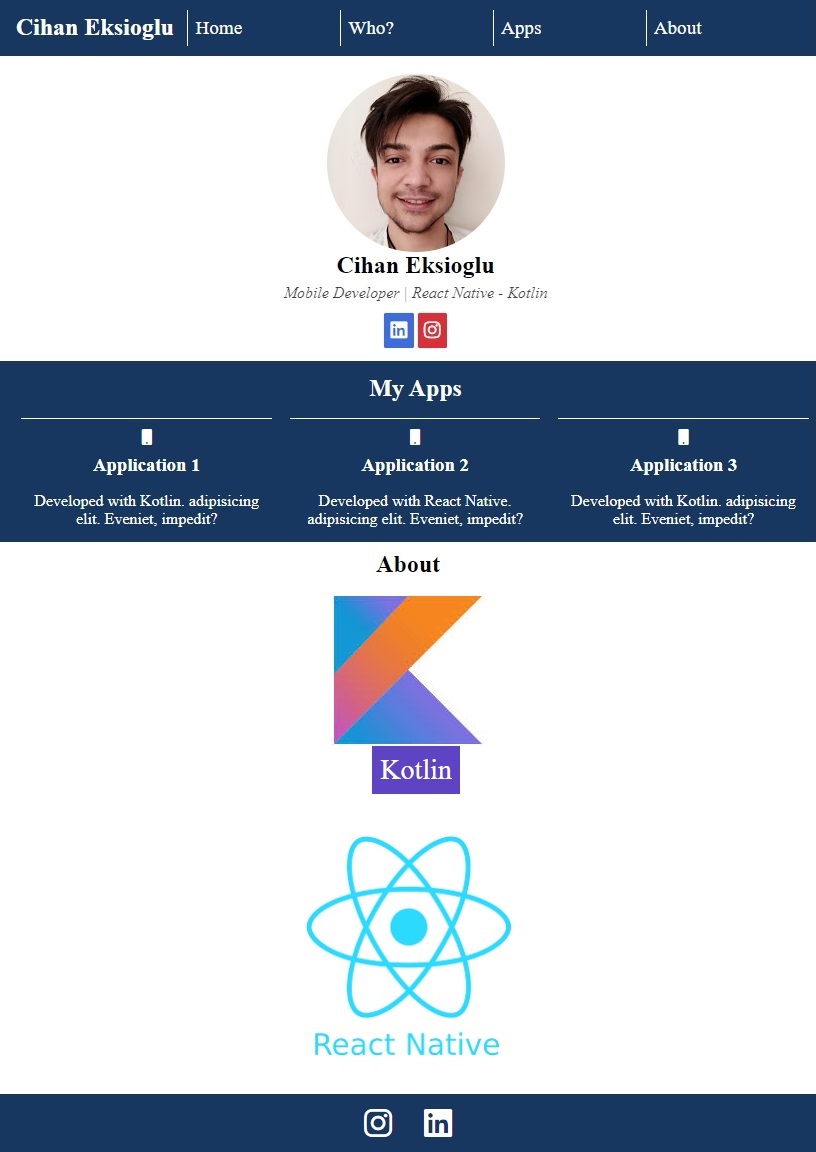 Cihan Eksioglu Home Who? Apps About
Cihan Eksioglu
Mobile Developer | React Native - Kotlin
in
My Apps
Application 1 Application 2 Application 3
Developed with Kotlin. adipisicing Developed with React Native. Developed with Kotlin. adipisicing
elit. Eveniet, impedit? adipisicing elit. Eveniet, impedit? elit. Eveniet, impedit?
About
Kotlin
React Native
in